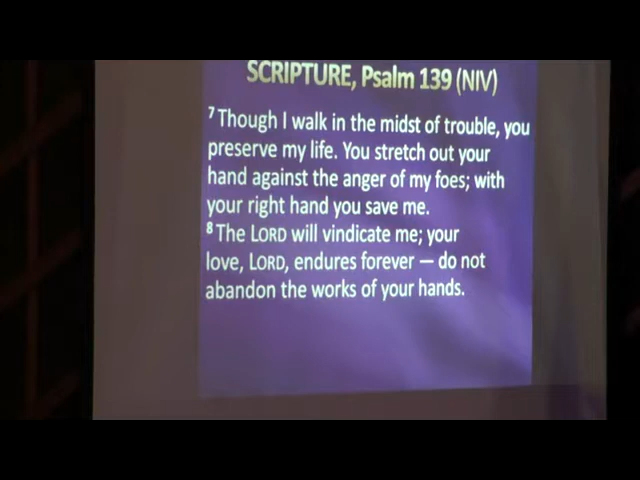 SCRIPTURE, Psalm 139 (NIV)
7 Though I walk in the midst of trouble, you
preserve my life. You stretch out your
hand against the anger of my foes; with
your right hand you save me.
8 The LORD will vindicate me; your
love, LORD, endures forever — do not
abandon the works of your hands.